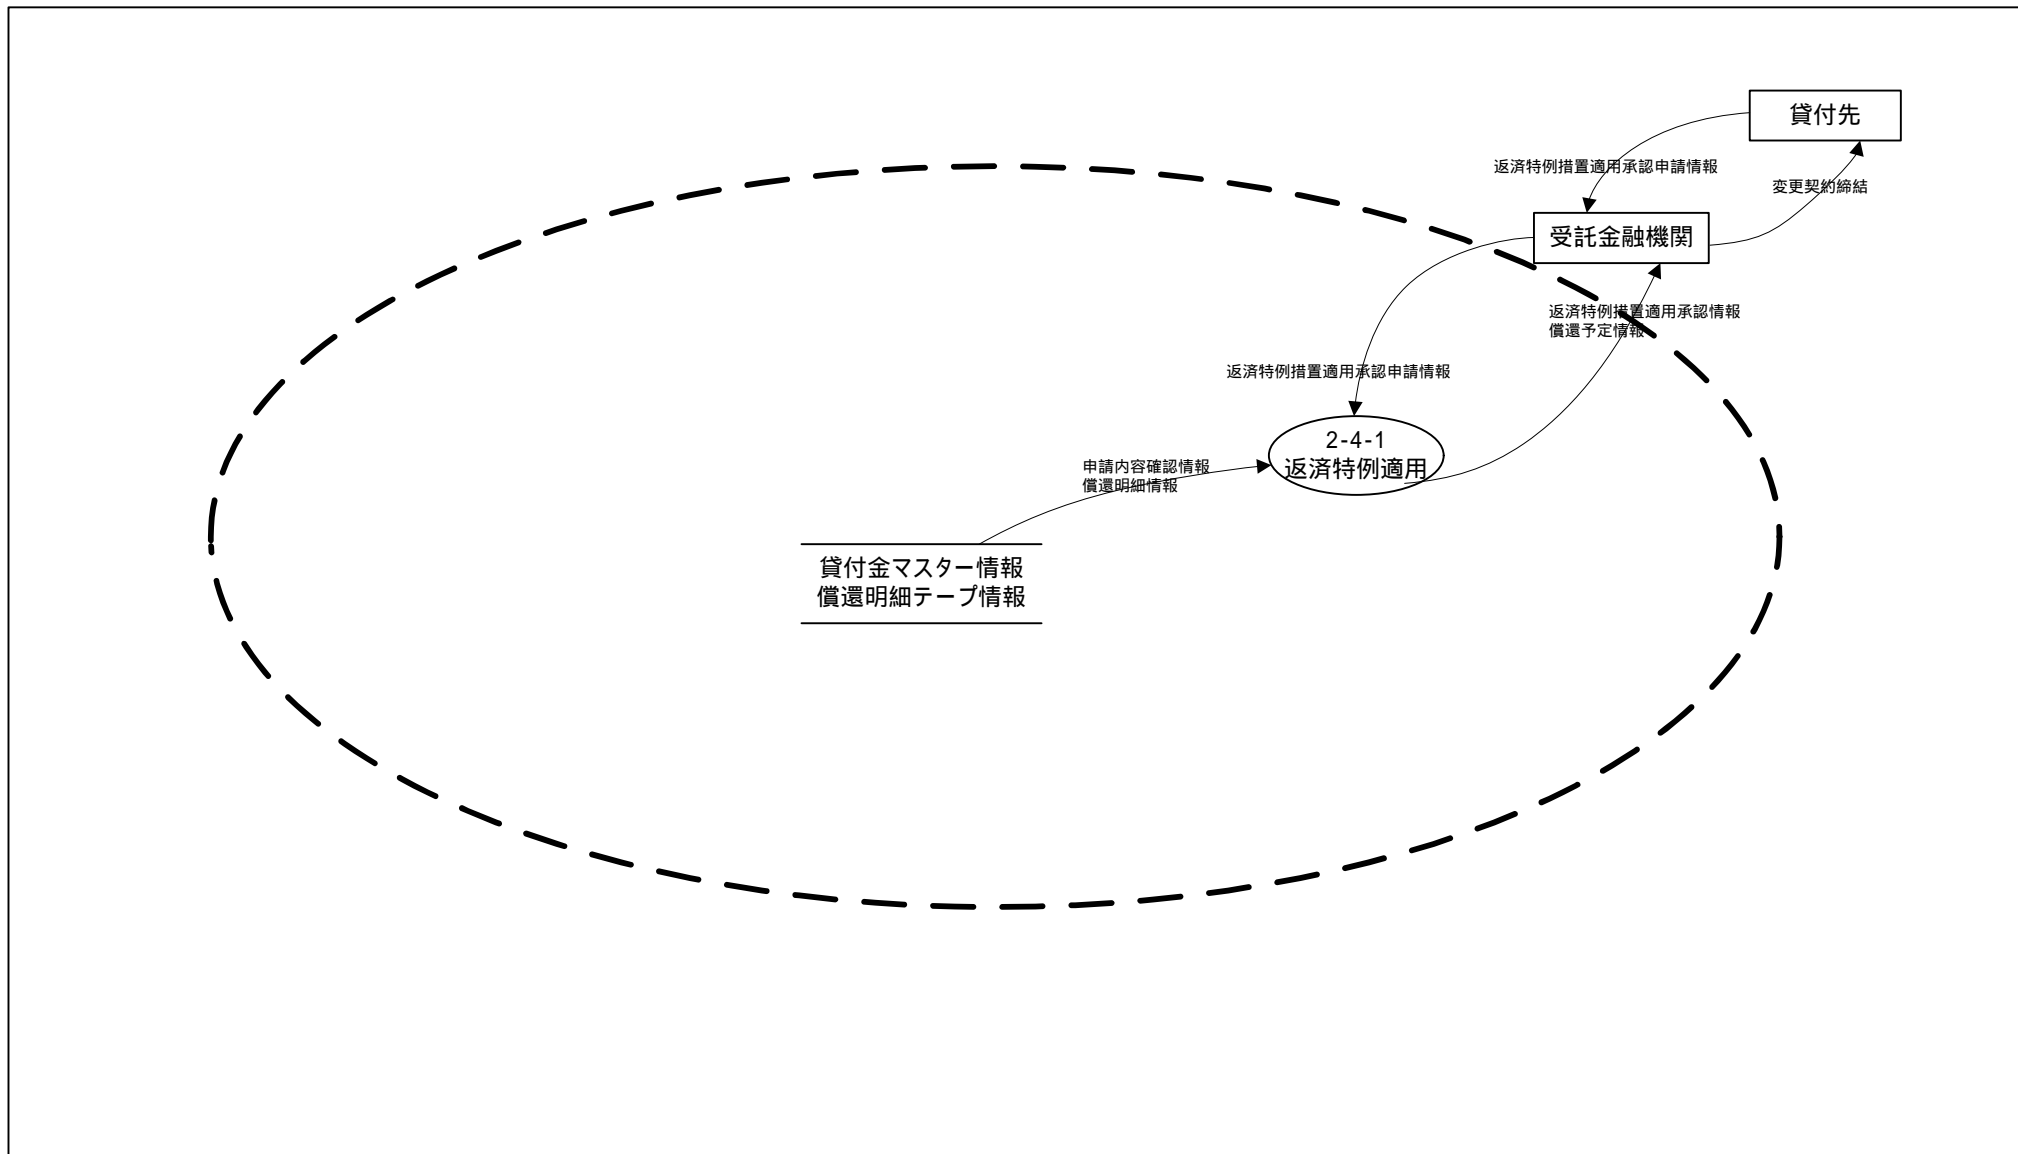 貸付先
返済特例措置適用承認申請情報
変更契約締結
受託金融機関
返済特例措置適用承認情報
償還予定情報
返済特例措置適用承認申請情報
2-4-1
返済特例適用
申請内容確認情報
償還明細情報
貸付金マスター情報
償還明細テープ情報